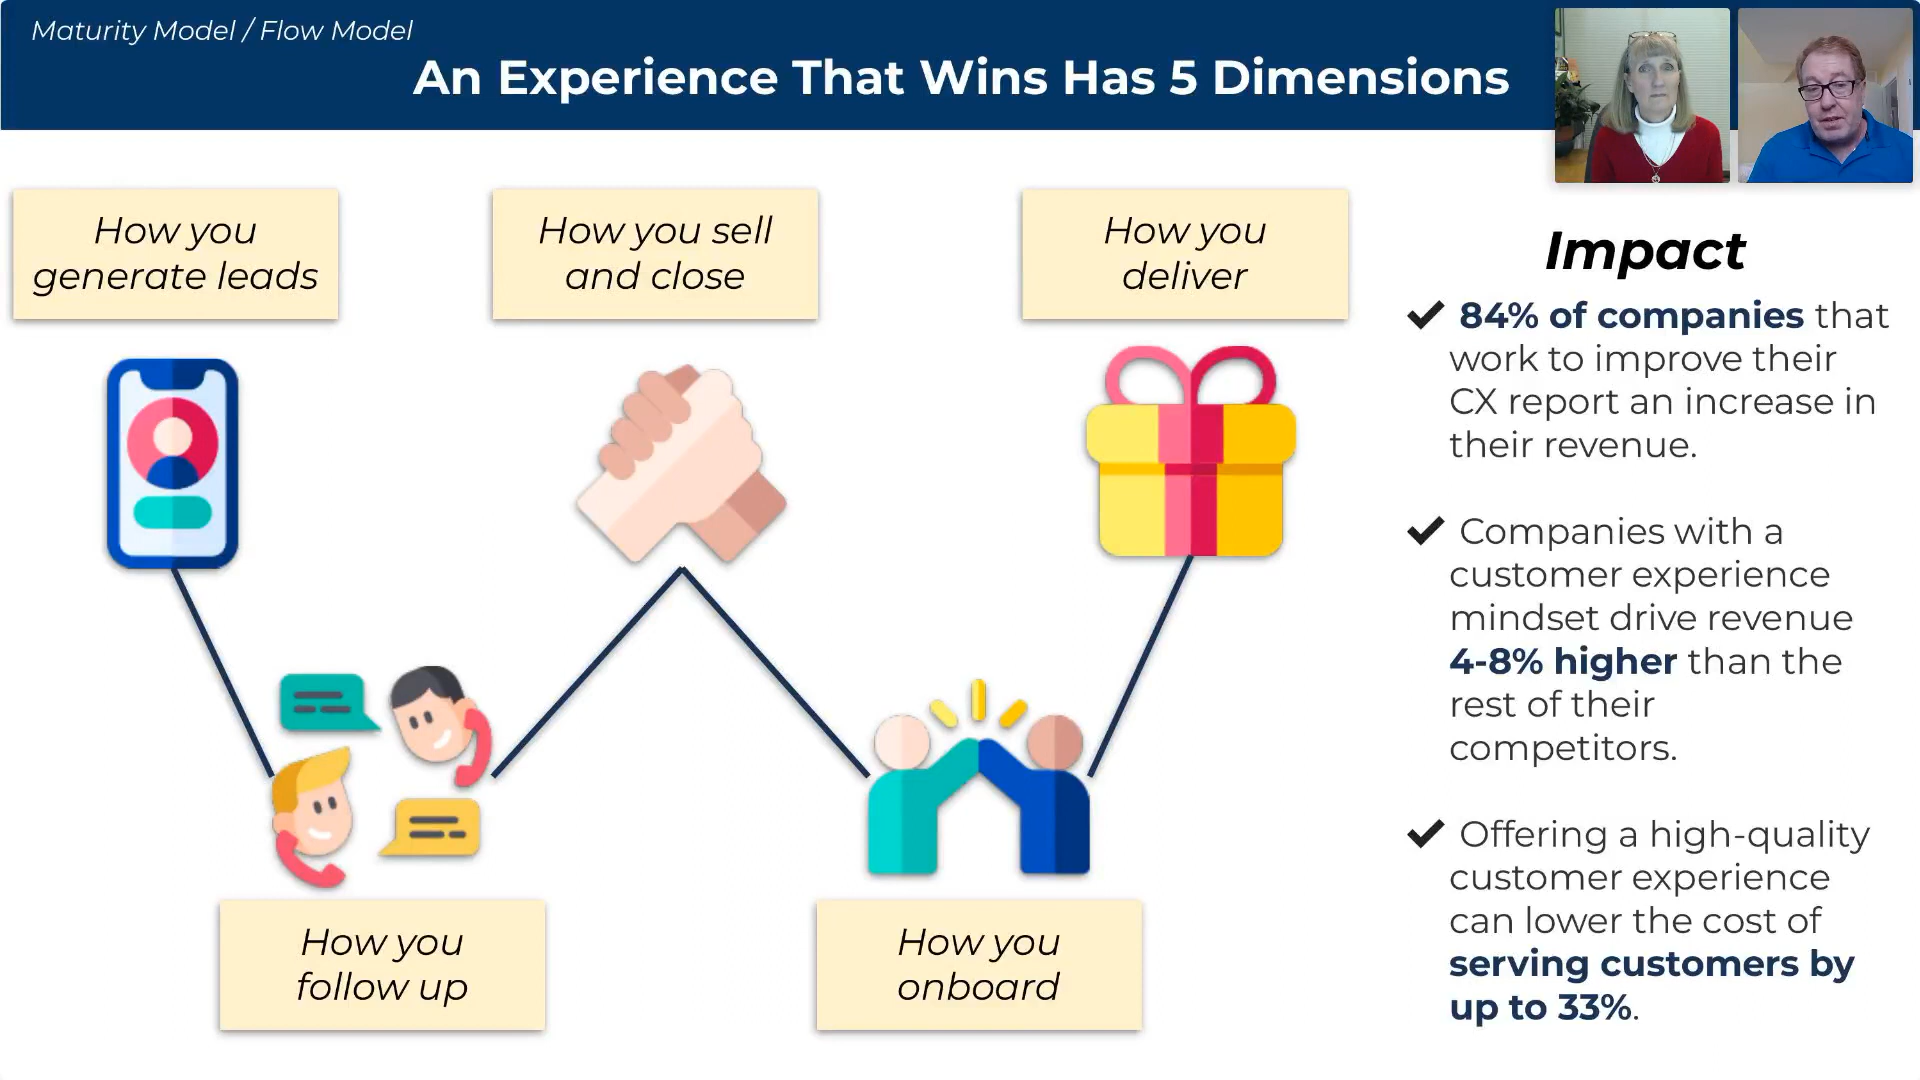 Maturity Model / Flow Model
An Experience That Wins Has 5 Dimensions
How you
generate leads
How you sell
and close
How you
deliver
How you
follow up
How you
onboard
Impact
✔ 84% of companies that
work to improve their
CX report an increase in
their revenue.
✔ Companies with a
customer experience
mindset drive revenue
4-8% higher than the
rest of their
competitors.
✔ Offering a high-quality
customer experience
can lower the cost of
serving customers by
up to 33%.